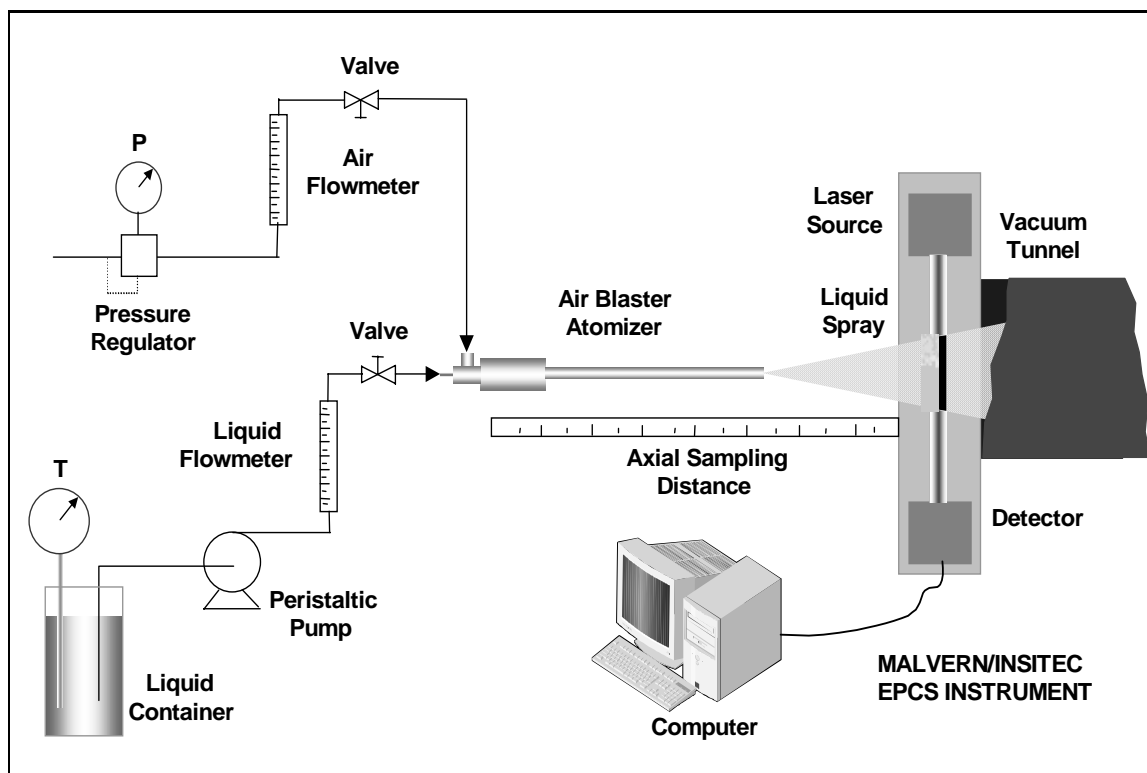 Valve
P
Air
Flowmeter
Pressure
Regulator
Laser
Source
Vacuum
Tunnel
Air Blaster
Atomizer
Liquid
Spray
Valve
Liquid
Flowmeter
Axial Sampling
Distance
T
Detector
Peristaltic
Pump
Liquid
Container
Computer
MALVERN/INSITEC
EPCS INSTRUMENT